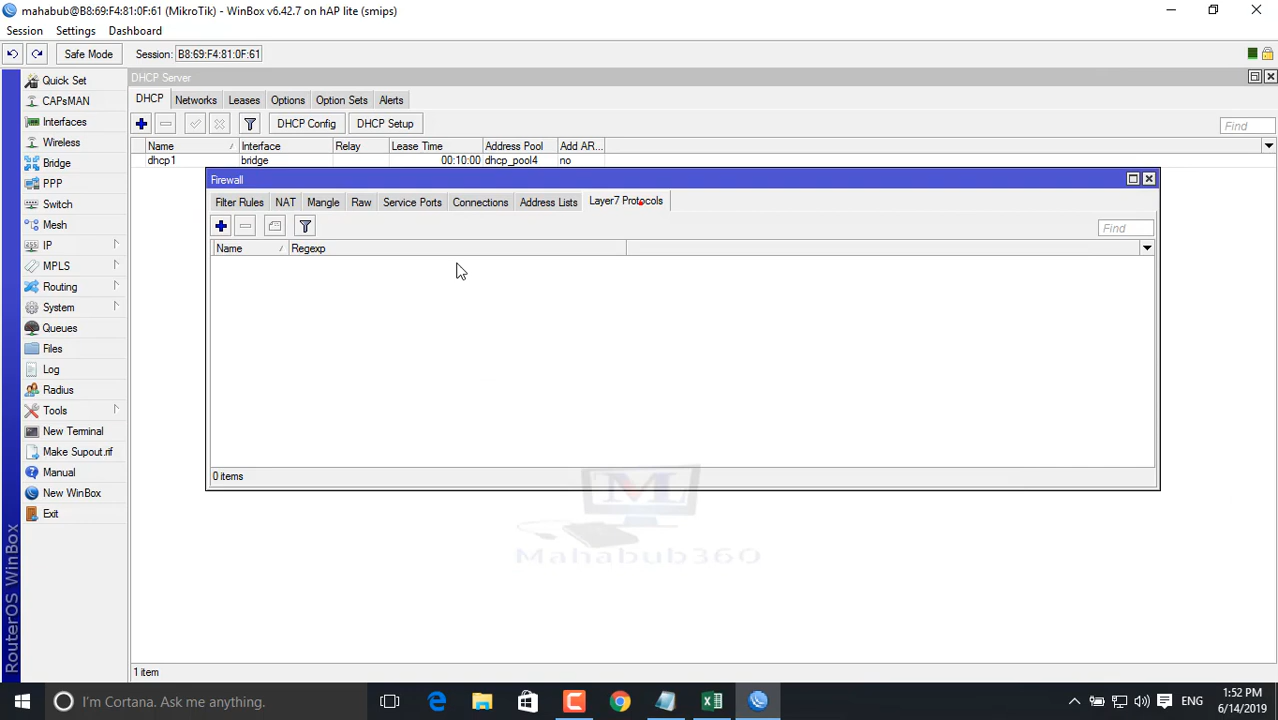 mahabub@B8:69:F4:81:0F:61 (MikroTik) - WinBox v6.42.7 on hAP lite (smips)
Session Settings Dashboard
Safe Mode Session: B8:69:F4:81:0F:61
Quick Set
CAPsMAN
Interfaces
Wireless
Bridge
PPP
Switch
Mesh
IP
MPLS
Routing
System
Queues
Files
Log
Radius
Tools
New Terminal
Make Supout.rif
Manual
New WinBox
Exit
RouterOS WinBox
DHCP Server
DHCP Networks Leases Options Option Sets Alerts
DHCP Config DHCP Setup Find
Name Interface Relay Lease Time Address Pool Add AR...
dhcp1 bridge 00:10:00 dhcp_pool4 no
Firewall
Filter Rules NAT Mangle Raw Service Ports Connections Address Lists Layer7 Protocols
Find
Name Regexp
0 items
M
Mahabub360
1 item
I'm Cortana. Ask me anything.
ENG
1:52 PM
6/14/2019